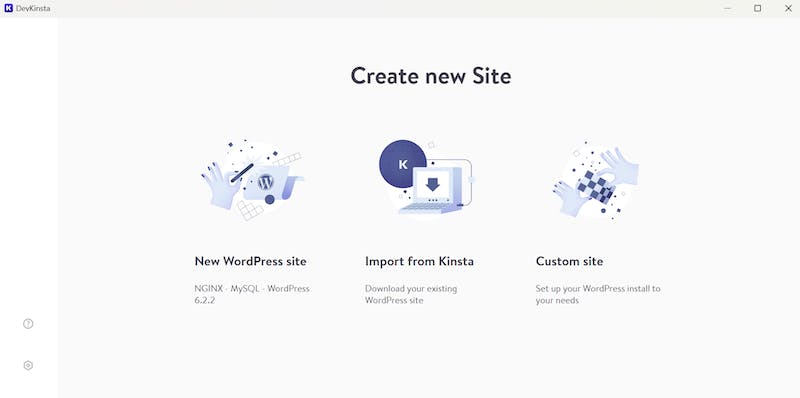 DevKinsta
Create new Site
K
New WordPress site
NGINX - MySQL - WordPress
6.2.2
Import from Kinsta
Download your existing
WordPress site
Custom site
Set up your WordPress install to
your needs